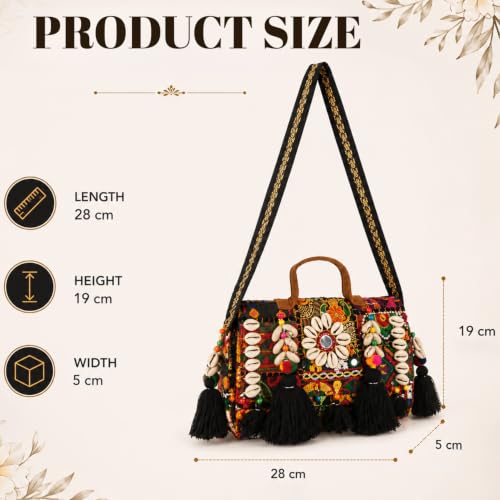 PRODUCT SIZE
LENGTH
28 cm
HEIGHT
19 cm
WIDTH
5 cm
19 cm
5 cm
28 cm